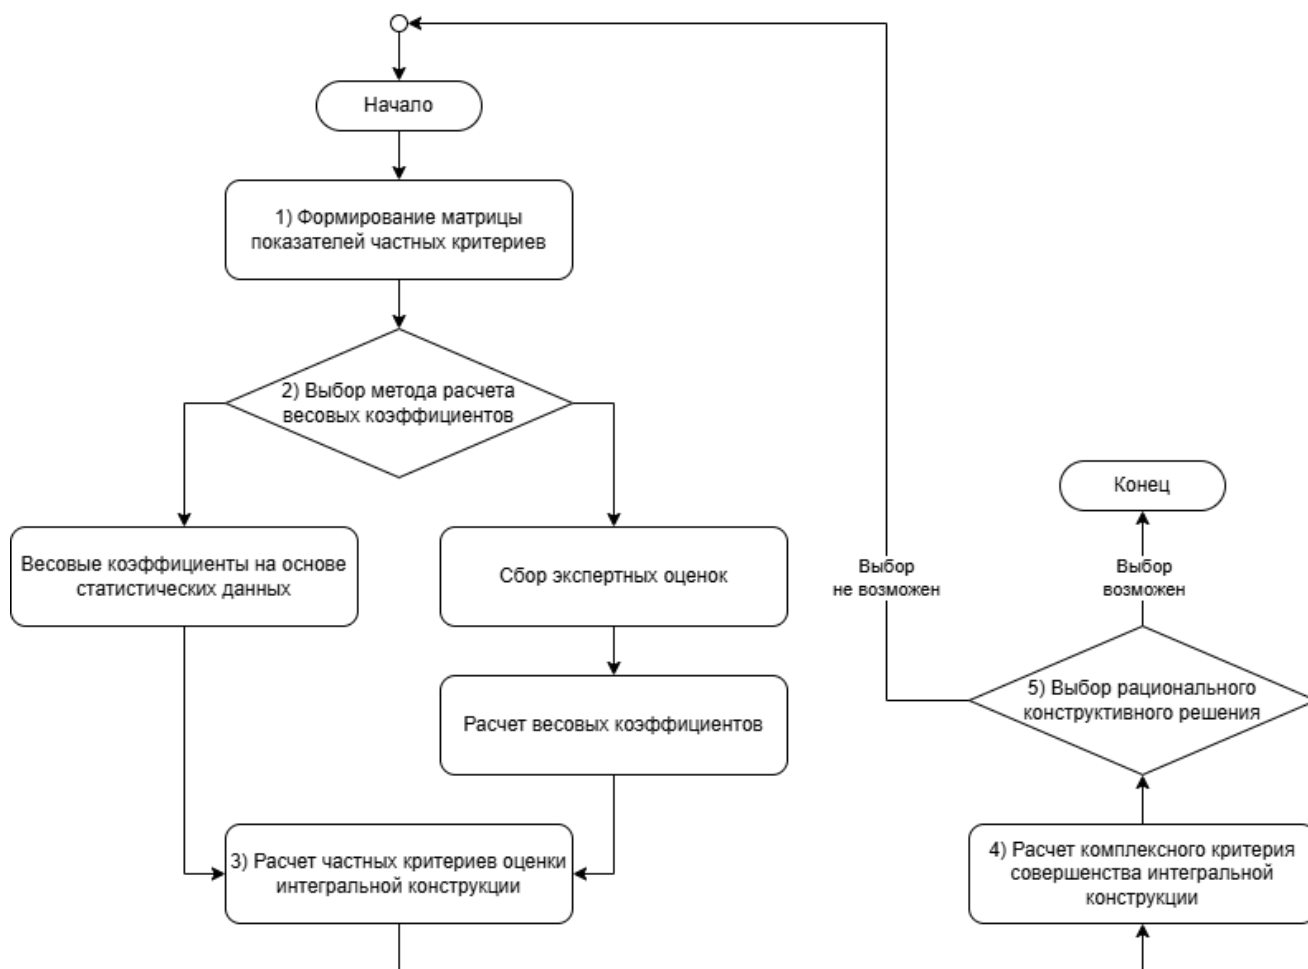 Начало
1) Формирование матрицы
показателей частных критериев
2) Выбор метода расчета
весовых коэффициентов
Весовые коэффициенты на основе
статистических данных
Сбор экспертных оценок
Расчет весовых коэффициентов
3) Расчет частных критериев оценки
интегральной конструкции
4) Расчет комплексного критерия
совершенства интегральной
конструкции
5) Выбор рационального
конструктивного решения
Выбор
не возможен
Выбор
возможен
Конец